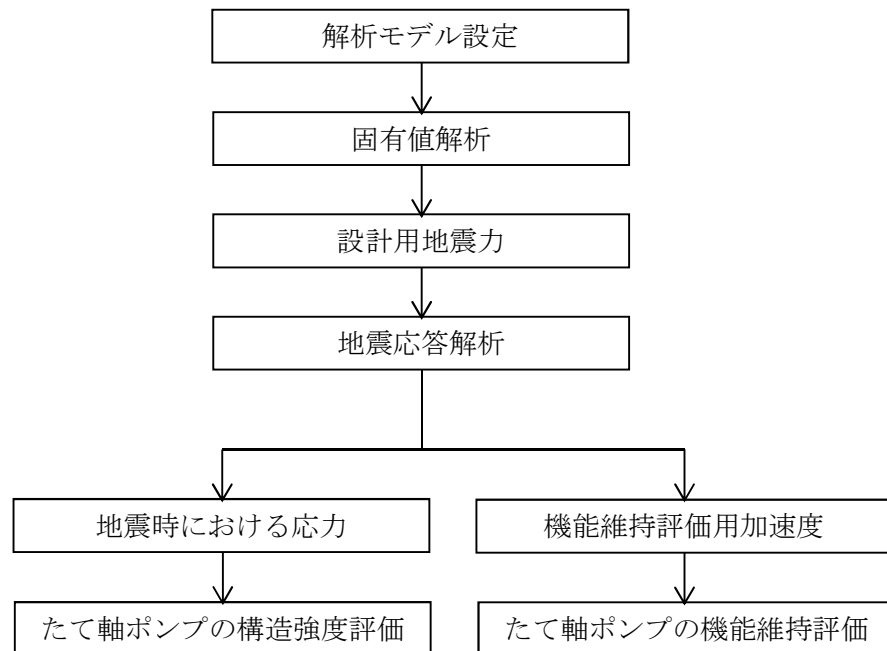 解析モデル設定
固有値解析
設計用地震力
地震応答解析
地震時における応力
機能維持評価用加速度
たて軸ポンプの構造強度評価
たて軸ポンプの機能維持評価